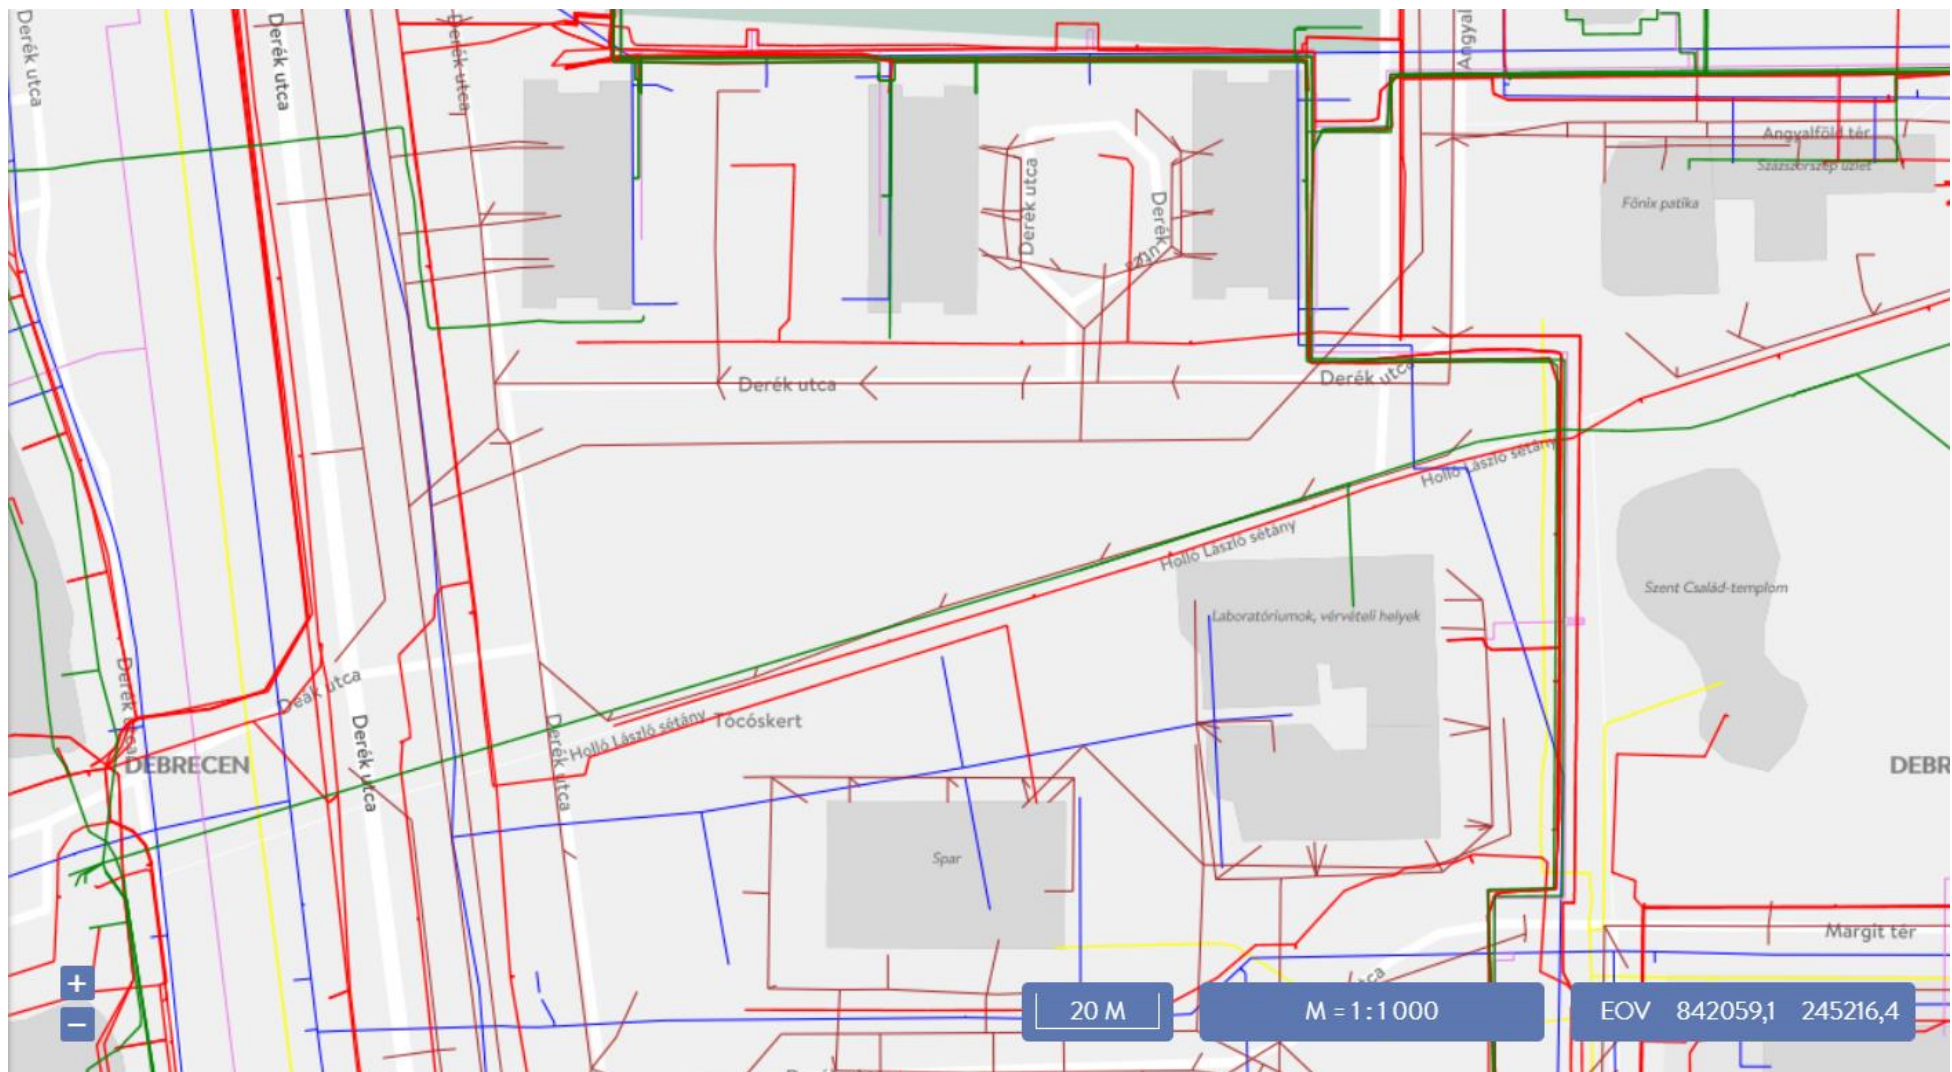 Derék utca
Derék utca
Derék utca
Angyal
Angyalföld tér
Százszorszép üzlet
Főnix patika
Derék utca
Derék
utca
Derék utca
Derék utca
Holló László sétány
Holló László sétány
Szent Család-templom
Laboratóriumok, vérvételi helyek
Derék utca
Deák utca
Derék utca
Derék utca
Holló László sétány
Tócóskert
DEBRECEN
DEBR
Spar
Margit tér
tca
+
−
20 M
M = 1:1 000
EOV 842059,1 245216,4